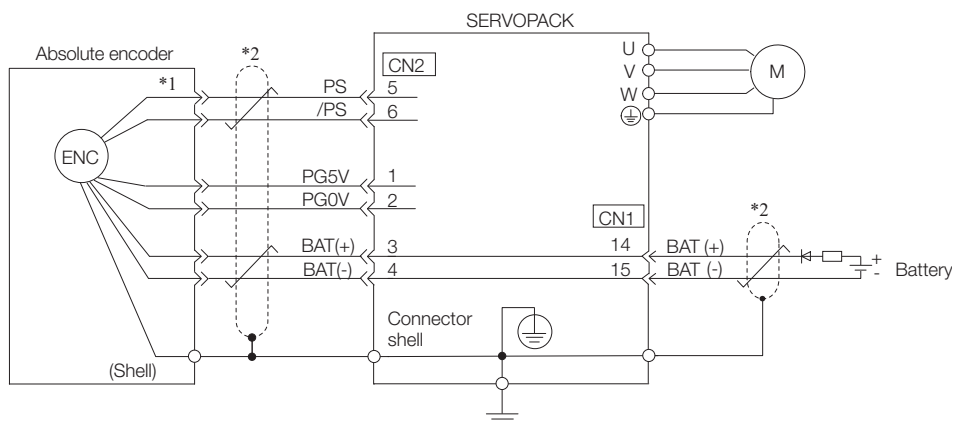 SERVOPACK
Absolute encoder
*2
U
CN2
V
M
*1
PS
5
W
/PS
6
ENC
PG5V
1
PG0V
2
CN1
*2
BAT(+)
3
14
BAT (+)
BAT(-)
4
15
BAT (-)
+
-
Battery
Connector
shell
(Shell)